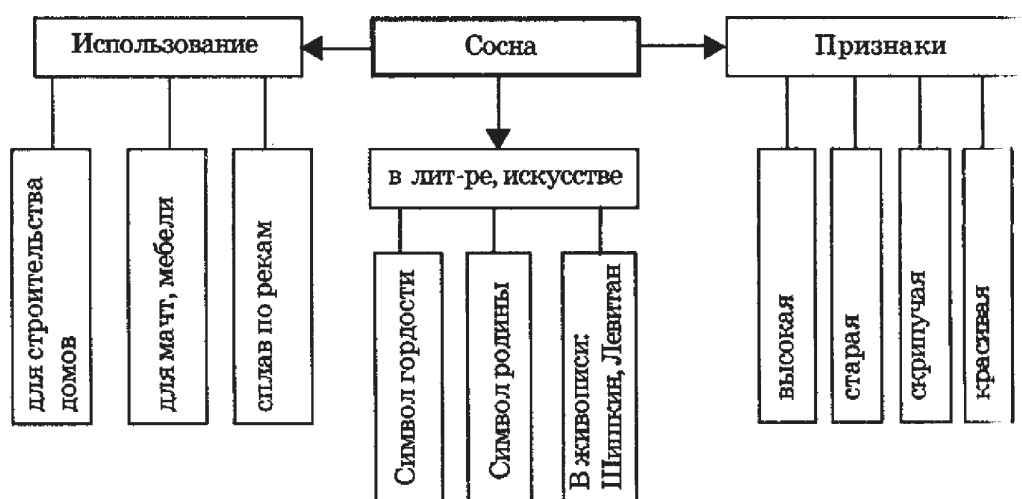 Использование
Сосна
Признаки
для строительства
домов
для мачт, мебели
сплав по рекам
в лит-ре, искусстве
Символ гордости
Символ родины
В живописи:
Шишкин, Левитан
высокая
старая
скрипучая
красивая